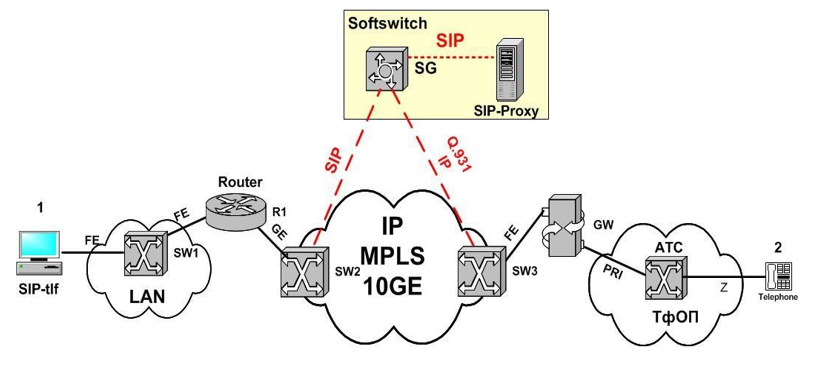 Softswitch
SIP
SG
SIP-Proxy
SIP
Q.931
IP
1
Router
R1
FE
FE
GE
SW1
SIP-tlf
LAN
IP
MPLS
10GE
SW2
SW3
FE
GW
PRI
АТС
ТфОП
Z
2
Telephone